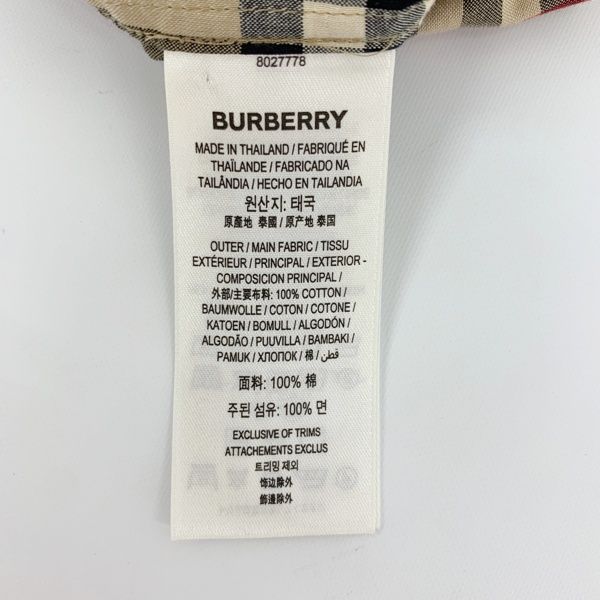 8027778
BURBERRY
MADE IN THAILAND / FABRIQUÉ EN
THAÏLANDE / FABRICADO NA
TAILÂNDIA / HECHO EN TAILANDIA
원산지: 태국
原產地 泰國 / 原产地 泰国
OUTER / MAIN FABRIC / TISSU
EXTÉRIEUR / PRINCIPAL / EXTERIOR -
COMPOSICION PRINCIPAL /
外部/主要布料: 100% COTTON /
BAUMWOLLE / COTON / COTONE /
KATOEN / BOMULL / ALGODÓN /
ALGODÃO / PUUVILLA / BAMBAKI /
PAMUK / ХЛОПОК / 棉 / قطن /
面料: 100% 棉
주된 섬유: 100% 면
EXCLUSIVE OF TRIMS
ATTACHEMENTS EXCLUS
트리밍 제외
饰边除外
飾邊除外